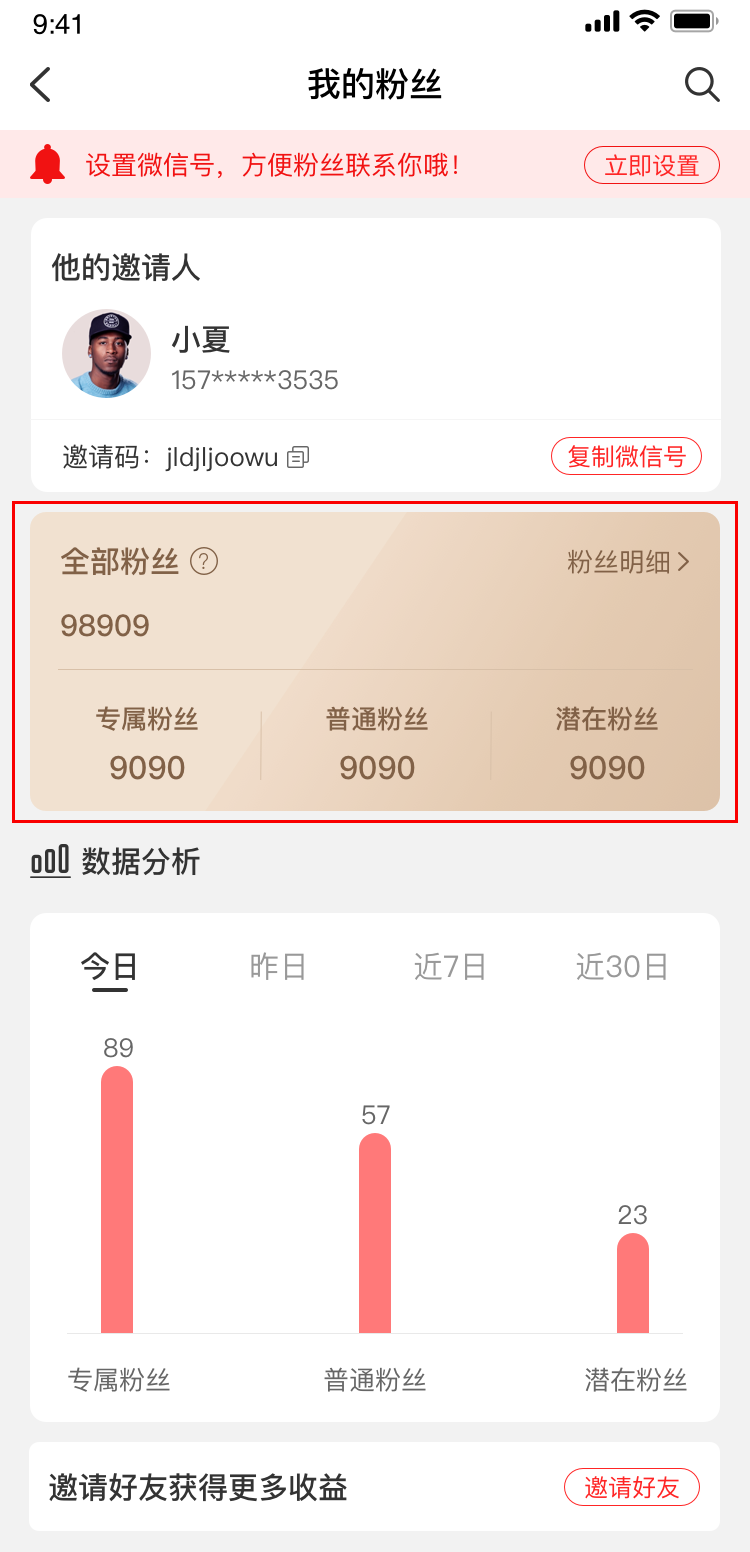 9:41
我的粉丝
设置微信号，方便粉丝联系你哦！
立即设置
他的邀请人
小夏
157*****3535
邀请码：jldjljoowu
复制微信号
全部粉丝 ?
粉丝明细
98909
专属粉丝 普通粉丝 潜在粉丝
9090 9090 9090
数据分析
今日 昨日 近7日 近30日
89
57
23
专属粉丝 普通粉丝 潜在粉丝
邀请好友获得更多收益
邀请好友